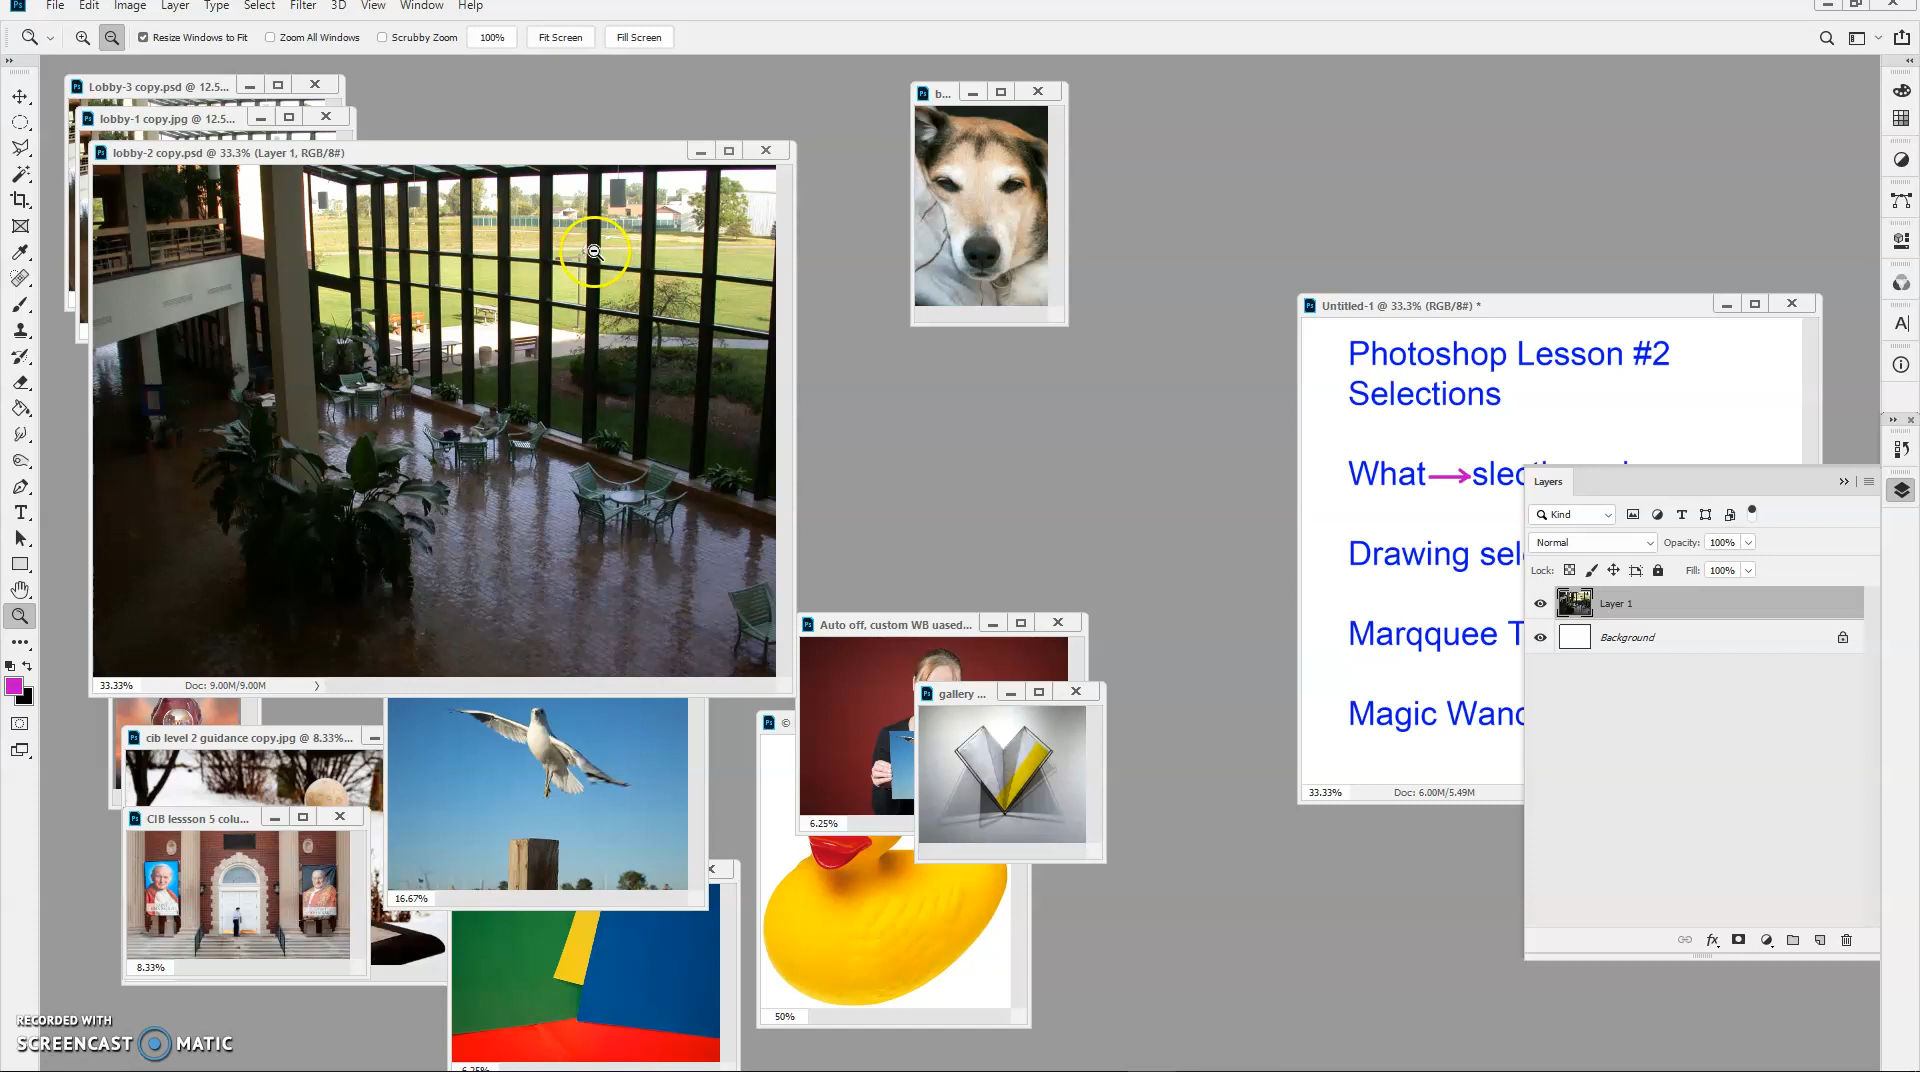 File Edit Image Layer Type Select Filter 3D View Window Help
Resize Windows to Fit Zoom All Windows Scrubby Zoom 100% Fit Screen Fill Screen
Lobby-3 copy.psd @ 12.5...
lobby-1 copy.jpg @ 12.5...
lobby-2 copy.psd @ 33.3% (Layer 1, RGB/8#)
33.33% Doc: 9.00M/9.00M
b...
Untitled-1 @ 33.3% (RGB/8#) *
Photoshop Lesson #2
Selections
What
Drawing
Marqquee T
Magic Wand
33.33% Doc: 6.00M/5.49M
Layers
Kind
Normal Opacity: 100%
Lock: Fill: 100%
Layer 1
Background
Auto off, custom WB uased...
6.25%
gallery ...
©
50%
cib level 2 guidance copy.jpg @ 8.33%...
CIB lessson 5 colu...
8.33%
16.67%
6.25%
RECORDED WITH
SCREENCAST MATIC